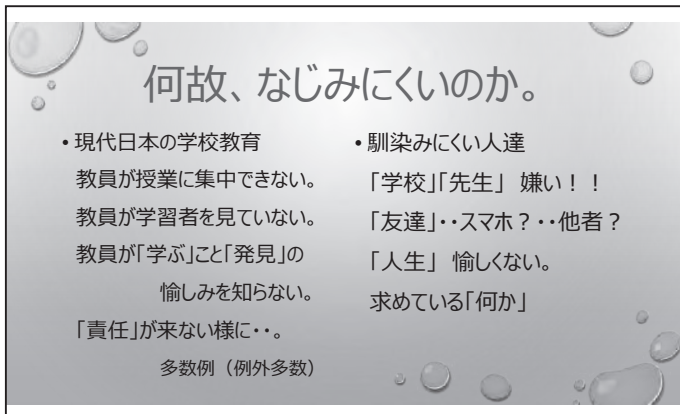 何故、なじみにくいのか。
• 現代日本の学校教育
教員が授業に集中できない。
教員が学習者を見ていない。
教員が「学ぶ」こと「発見」の
愉しみを知らない。
「責任」が来ない様に・・。
多数例（例外多数）
• 馴染みにくい人達
「学校」「先生」 嫌い！！
「友達」・・スマホ？・・他者？
「人生」 愉しくない。
求めている「何か」